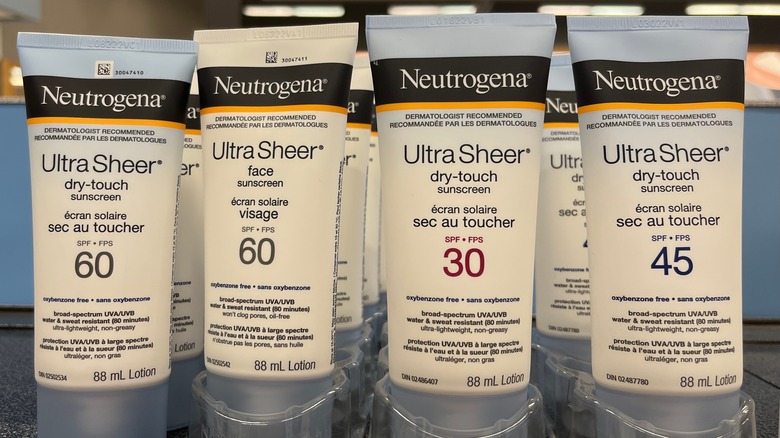 30047410
Neutrogena®
DERMATOLOGIST RECOMMENDED
RECOMMANDÉE PAR LES DERMATOLOGUES
Ultra Sheer®
dry-touch
sunscreen
écran solaire
sec au toucher
SPF • FPS
60
oxybenzone free • sans oxybenzone
broad-spectrum UVA/UVB
water & sweat resistant (80 minutes)
ultra-lightweight, non-greasy
protection UVA/UVB à large spectre
résiste à l'eau et à la sueur (80 minutes)
ultraléger, non gras
DIN 02502534
88 mL Lotion
30047411
Neutrogena®
DERMATOLOGIST RECOMMENDED
RECOMMANDÉE PAR LES DERMATOLOGUES
Ultra Sheer®
face
sunscreen
écran solaire
visage
SPF • FPS
60
oxybenzone free • sans oxybenzone
broad-spectrum UVA/UVB
water & sweat resistant (80 minutes)
won't clog pores, oil-free
protection UVA/UVB à large spectre
résiste à l'eau et à la sueur (80 minutes)
n'obstrue pas les pores, sans huile
DIN 02501422
88 mL Lotion
Neutrogena®
DERMATOLOGIST RECOMMENDED
RECOMMANDÉE PAR LES DERMATOLOGUES
Ultra Sheer®
dry-touch
sunscreen
écran solaire
sec au toucher
SPF • FPS
30
oxybenzone free • sans oxybenzone
broad-spectrum UVA/UVB
water & sweat resistant (80 minutes)
ultra-lightweight, non-greasy
protection UVA/UVB à large spectre
résiste à l'eau et à la sueur (80 minutes)
ultraléger, non gras
88 mL Lotion
DIN 02486407
Neutrogena®
DERMATOLOGIST RECOMMENDED
RECOMMANDÉE PAR LES DERMATOLOGUES
Ultra Sheer®
dry-touch
sunscreen
écran solaire
sec au toucher
SPF • FPS
45
oxybenzone free • sans oxybenzone
broad-spectrum UVA/UVB
water & sweat resistant (80 minutes)
ultra-lightweight, non-greasy
protection UVA/UVB à large spectre
résiste à l'eau et à la sueur (80 minutes)
ultraléger, non gras
88 mL Lotion
DIN 02487780